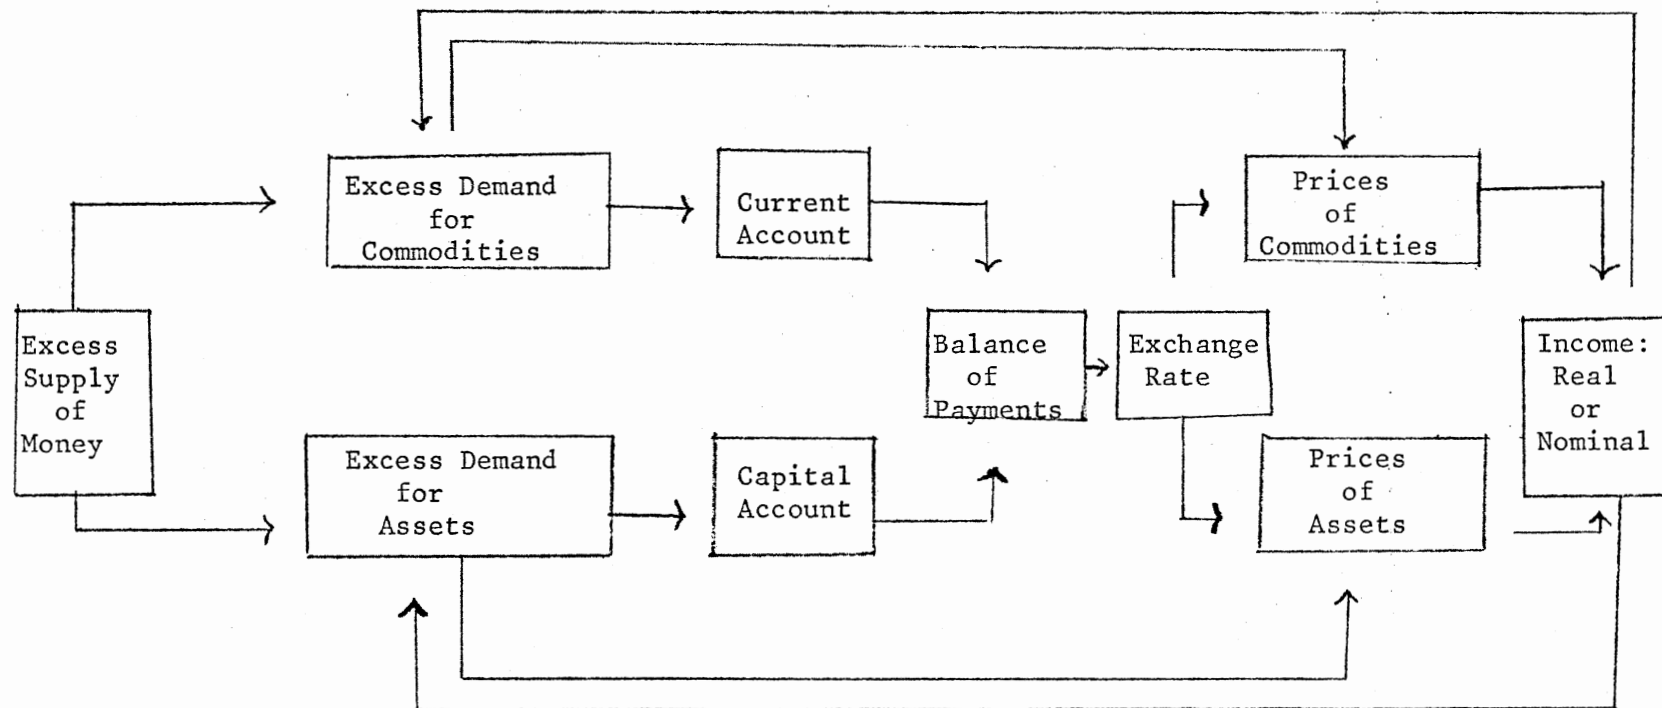 Excess Demand
for
Commodities
Current
Account
Prices
of
Commodities
Excess
Supply
of
Money
Balance
of
Payments
Exchange
Rate
Income:
Real
or
Nominal
Excess Demand
for
Assets
Capital
Account
Prices
of
Assets